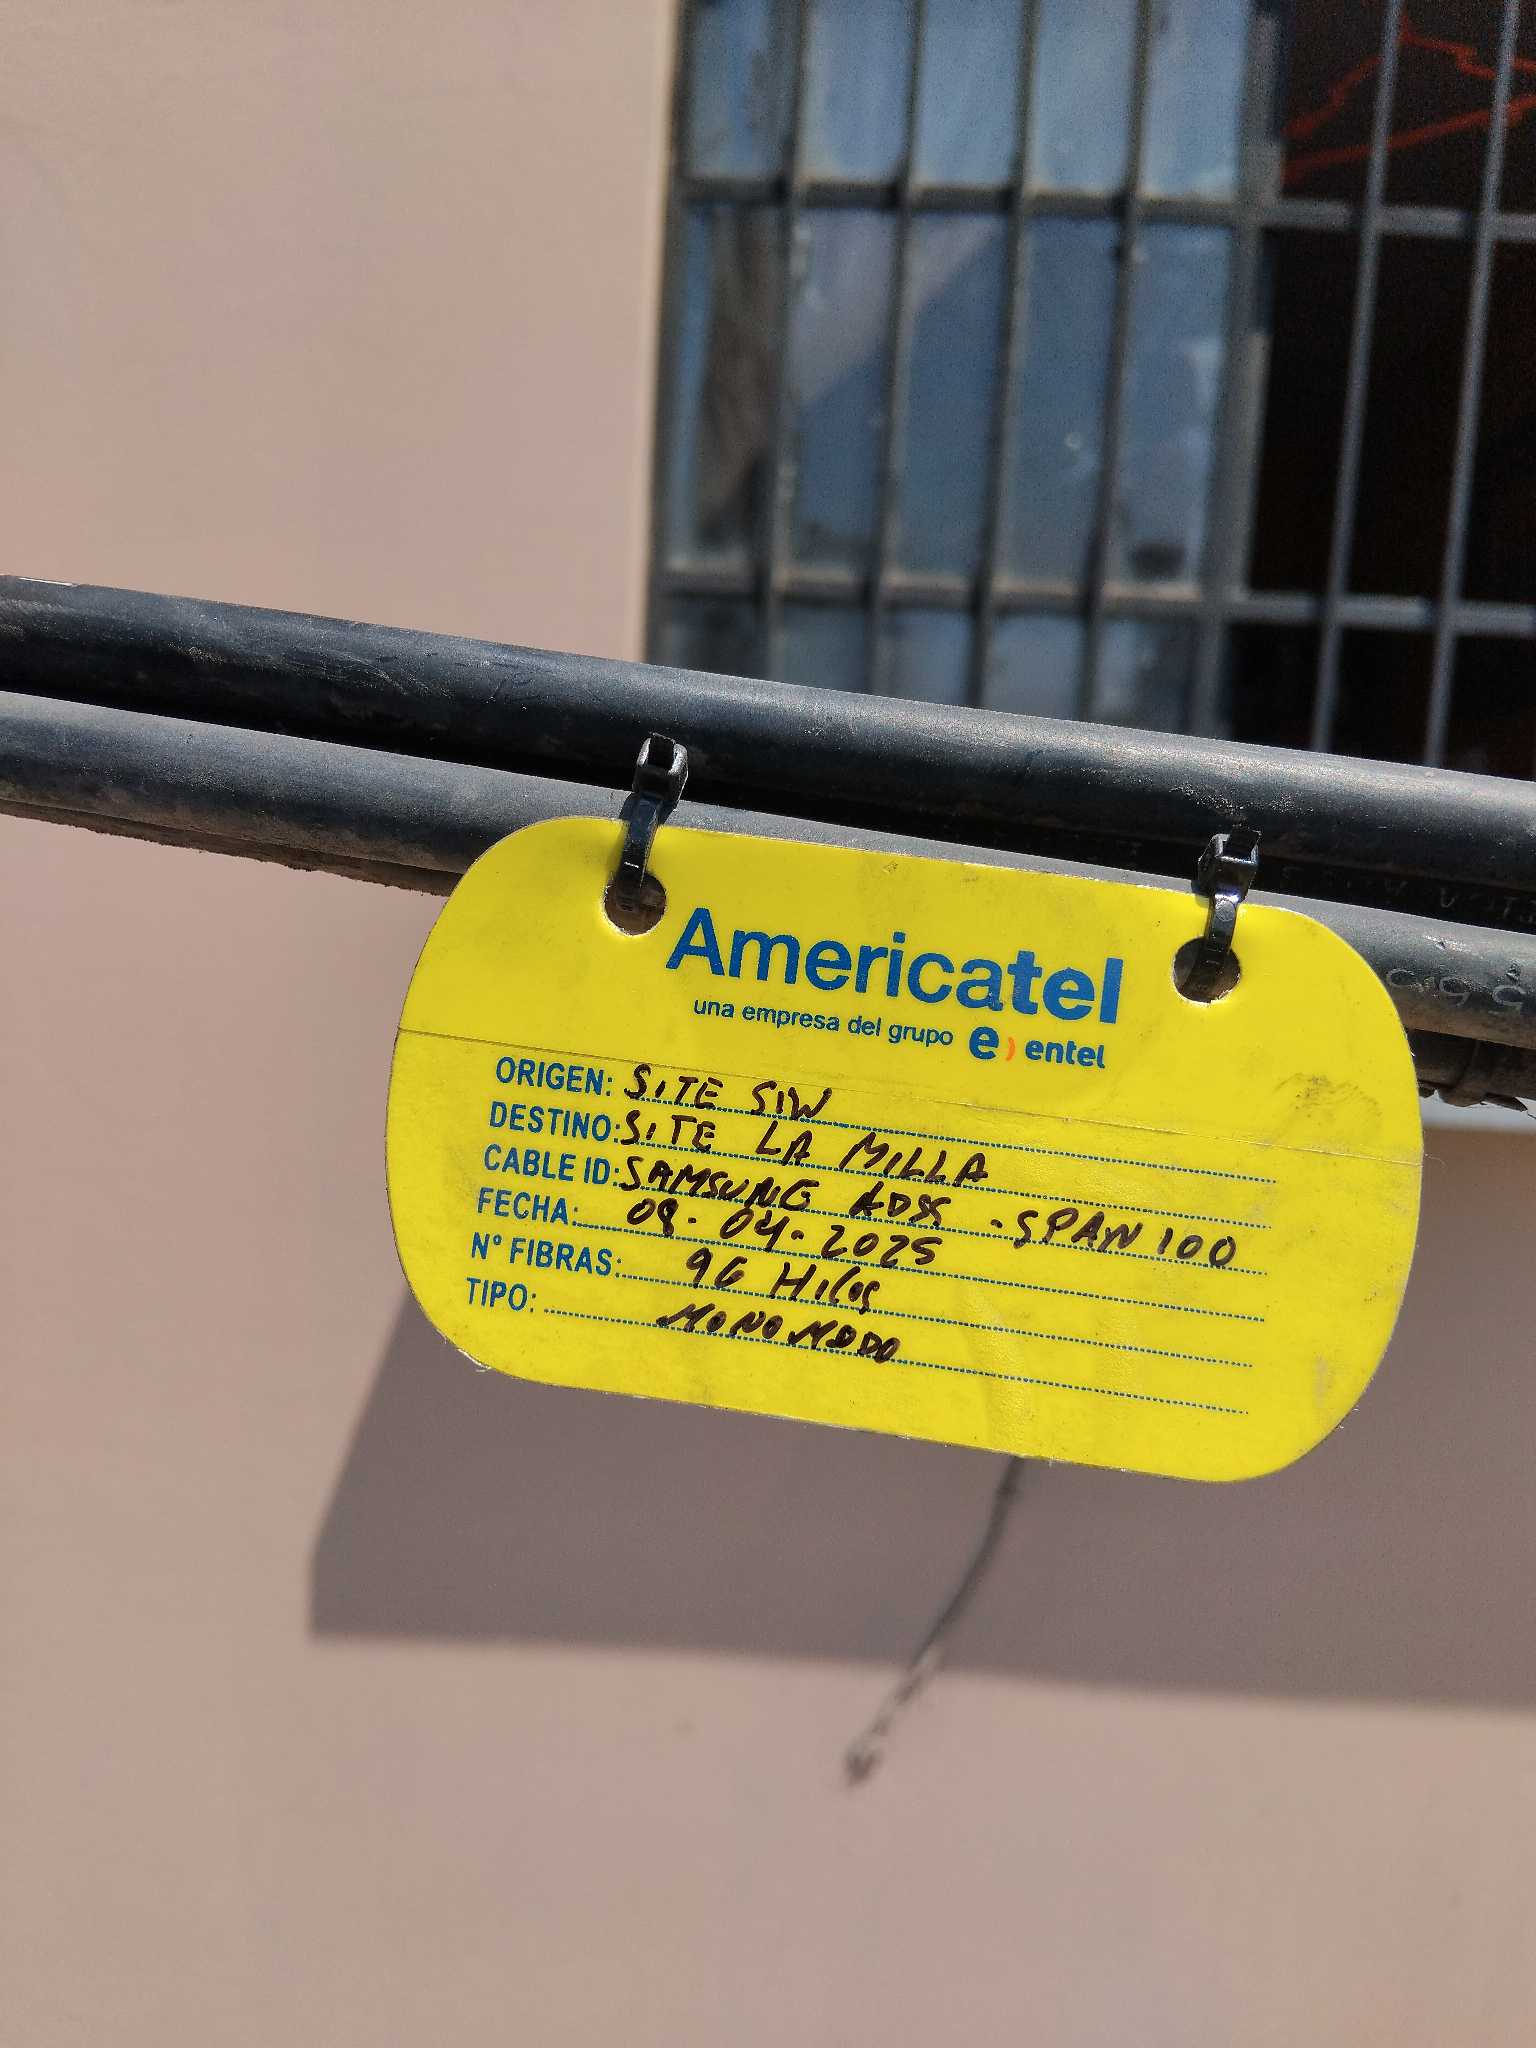 Americatel
una empresa del grupo e) entel
ORIGEN: SITE SIW
DESTINO: SITE LA MILLA
CABLE ID: SAMSUNG ADSS - SPAN 100
FECHA: 08-04-2025
N° FIBRAS: 96 Hilos
TIPO: MONOMODO